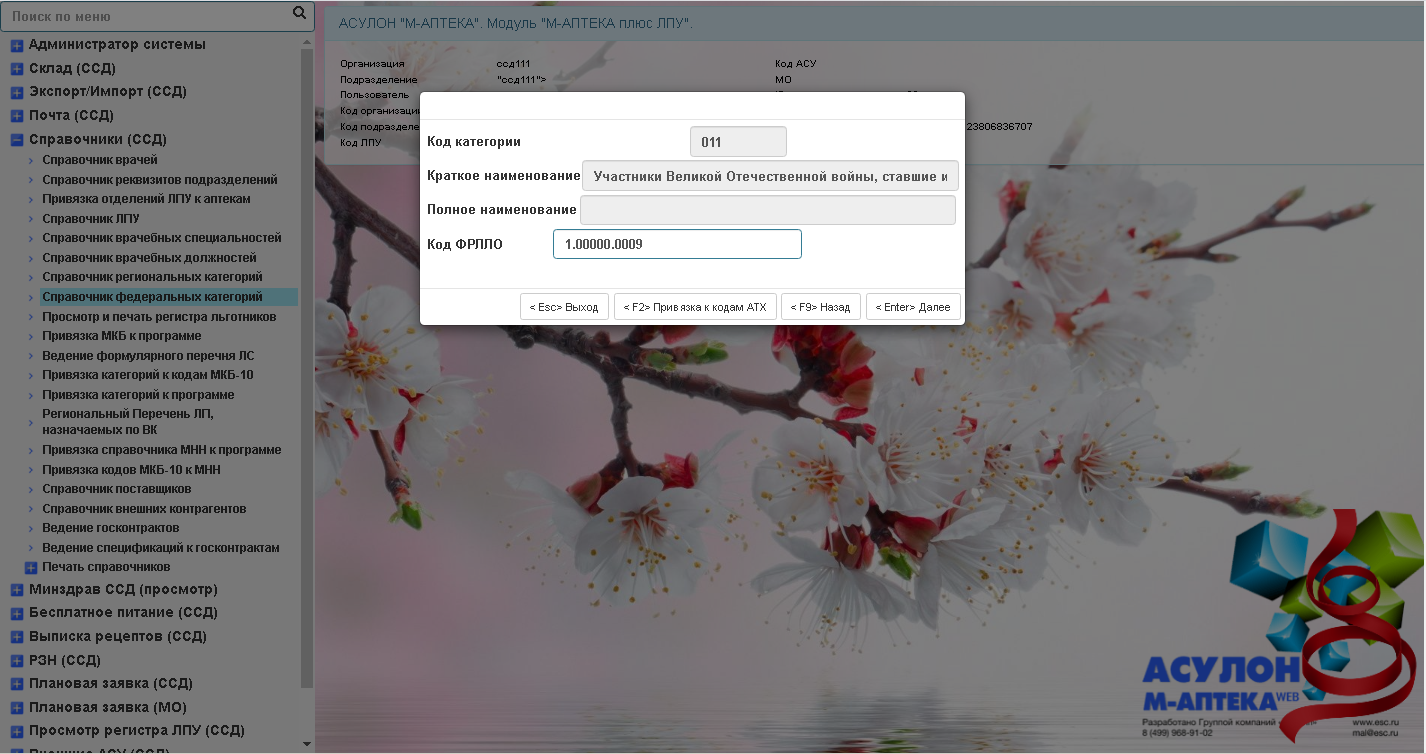 Поиск по меню
Администратор системы
Склад (ССД)
Экспорт/Импорт (ССД)
Почта (ССД)
Справочники (ССД)
Справочник врачей
Справочник реквизитов подразделений
Привязка отделений ЛПУ к аптекам
Справочник ЛПУ
Справочник врачебных специальностей
Справочник врачебных должностей
Справочник региональных категорий
Справочник федеральных категорий
Просмотр и печать регистра льготников
Привязка МКБ к программе
Ведение формулярного перечня ЛС
Привязка категорий к кодам МКБ-10
Привязка категорий к программе
Региональный Перечень ЛП,
назначаемых по ВК
Привязка справочника МНН к программе
Привязка кодов МКБ-10 к МНН
Справочник поставщиков
Справочник внешних контрагентов
Ведение госконтрактов
Ведение спецификаций к госконтрактам
Печать справочников
Минздрав ССД (просмотр)
Бесплатное питание (ССД)
Выписка рецептов (ССД)
РЗН (ССД)
Плановая заявка (ССД)
Плановая заявка (МО)
Просмотр регистра ЛПУ (ССД)
Внешние АСУ (ССД)
АСУЛОН "М-АПТЕКА". Модуль "М-АПТЕКА плюс ЛПУ".
Организация ссд111 Код АСУ
Подразделение "ссд111"> МО
Пользователь
Код организаци
Код подразделе 23806836707
Код ЛПУ
Код категории 011
Краткое наименование Участники Великой Отечественной войны, ставшие и
Полное наименование
Код ФРЛЛО 1.00000.0009
< Esc> Выход < F2> Привязка к кодам АТХ < F9> Назад < Enter> Далее
АСУЛОН
М-АПТЕКА WEB
Разработано Группой компаний www.esc.ru
8 (499) 968-91-02 mal@esc.ru